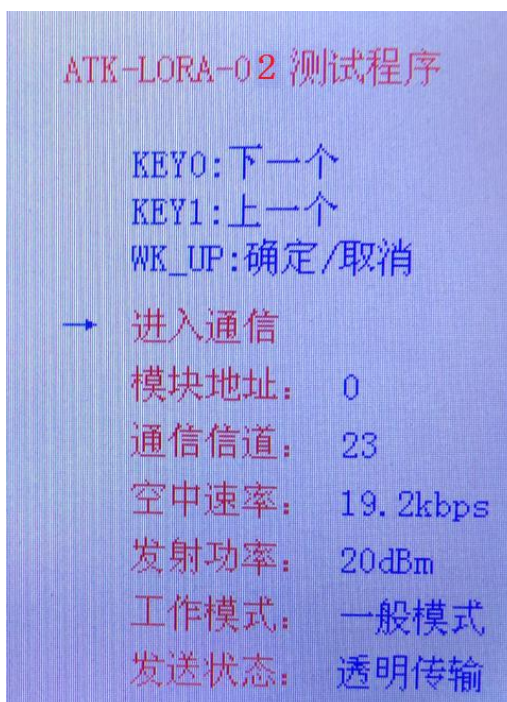 ATK-LORA-02 测试程序
KEY0:下一个
KEY1:上一个
WK_UP:确定/取消
→ 进入通信
模块地址: 0
通信信道: 23
空中速率: 19.2kbps
发射功率: 20dBm
工作模式: 一般模式
发送状态: 透明传输